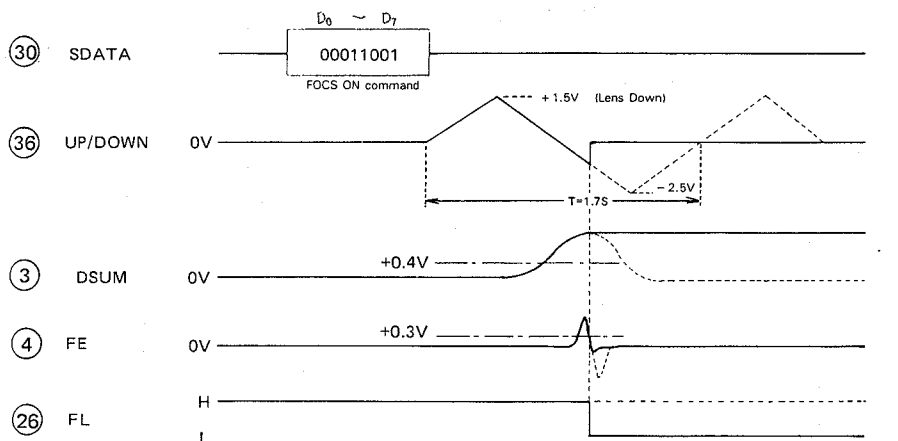 D₀ ~ D₇
30 SDATA 00011001
FOCS ON command
+1.5V (Lens Down)
36 UP/DOWN 0V
-2.5V
T=1.7S
+0.4V
3 DSUM 0V
+0.3V
4 FE 0V
H
26 FL